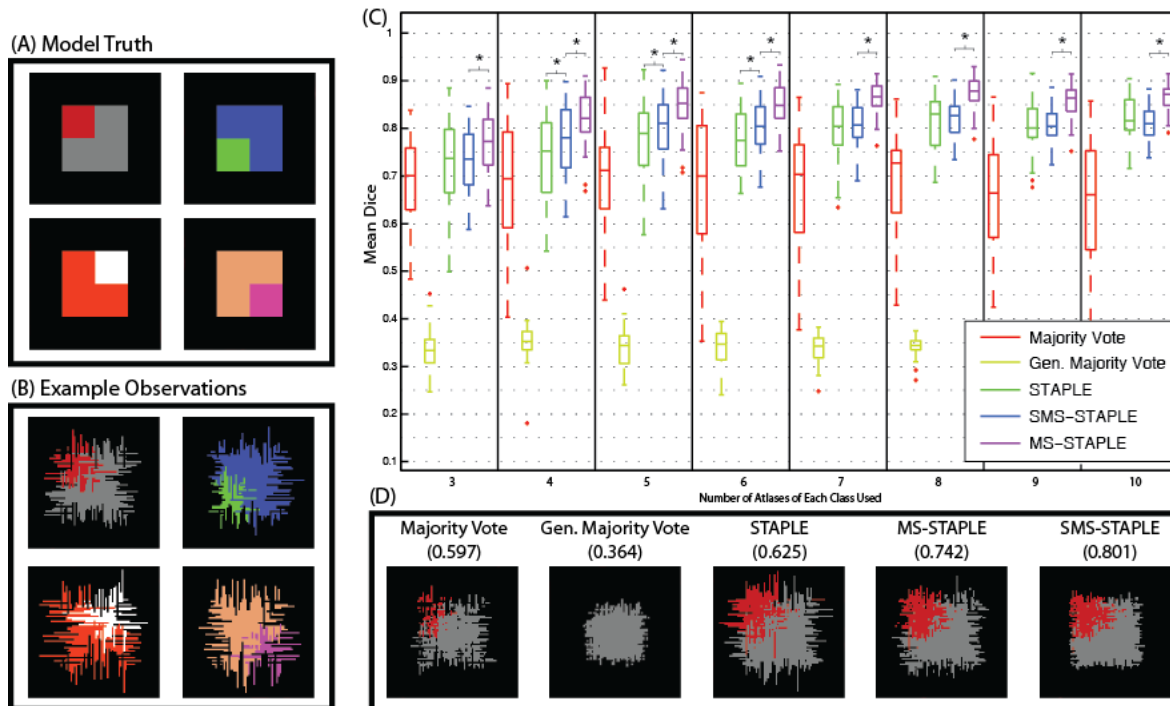 (A) Model Truth
(B) Example Observations
(C)
Mean Dice
1
0.9
0.8
0.7
0.6
0.5
0.4
0.3
0.2
0.1
* * * * * * * * * * *
3 4 5 6 7 8 9 10
Number of Atlases of Each Class Used
Majority Vote
Gen. Majority Vote
STAPLE
SMS-STAPLE
MS-STAPLE
(D)
Majority Vote Gen. Majority Vote STAPLE MS-STAPLE SMS-STAPLE
(0.597) (0.364) (0.625) (0.742) (0.801)